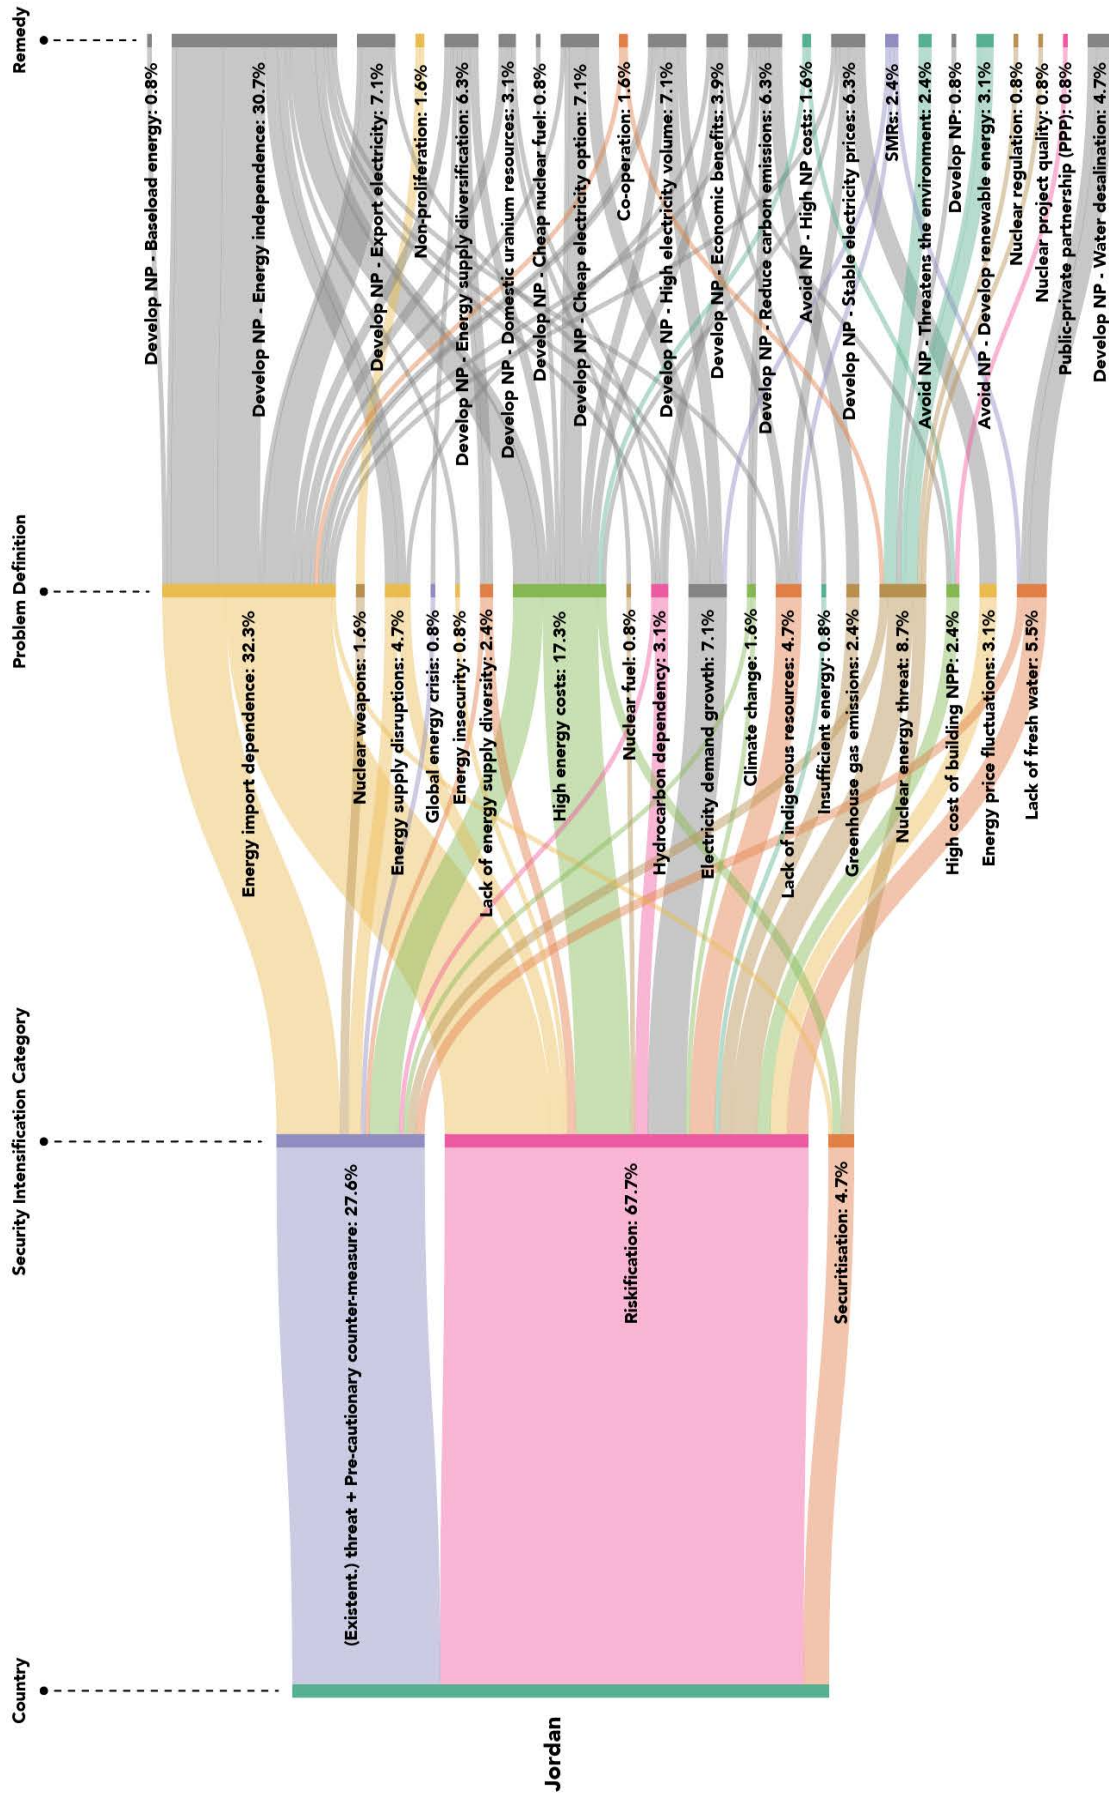 Country
Security Intensification Category
Problem Definition
Remedy
Jordan
(Existent.) threat + Pre-cautionary counter-measure: 27.6%
Riskification: 67.7%
Securitisation: 4.7%
Energy import dependence: 32.3%
Nuclear weapons: 1.6%
Energy supply disruptions: 4.7%
Global energy crisis: 0.8%
Energy insecurity: 0.8%
Lack of energy supply diversity: 2.4%
High energy costs: 17.3%
Nuclear fuel: 0.8%
Hydrocarbon dependency: 3.1%
Electricity demand growth: 7.1%
Climate change: 1.6%
Lack of indigenous resources: 4.7%
Insufficient energy: 0.8%
Greenhouse gas emissions: 2.4%
Nuclear energy threat: 8.7%
High cost of building NPP: 2.4%
Energy price fluctuations: 3.1%
Lack of fresh water: 5.5%
Develop NP - Baseload energy: 0.8%
Develop NP - Energy independence: 30.7%
Develop NP - Export electricity: 7.1%
Non-proliferation: 1.6%
Develop NP - Energy supply diversification: 6.3%
Develop NP - Domestic uranium resources: 3.1%
Develop NP - Cheap nuclear fuel: 0.8%
Develop NP - Cheap electricity option: 7.1%
Co-operation: 1.6%
Develop NP - High electricity volume: 7.1%
Develop NP - Economic benefits: 3.9%
Develop NP - Reduce carbon emissions: 6.3%
Avoid NP - High NP costs: 1.6%
Develop NP - Stable electricity prices: 6.3%
SMRs: 2.4%
Avoid NP - Threatens the environment: 2.4%
Develop NP: 0.8%
Avoid NP - Develop renewable energy: 3.1%
Nuclear regulation: 0.8%
Nuclear project quality: 0.8%
Public-private partnership (PPP): 0.8%
Develop NP - Water desalination: 4.7%